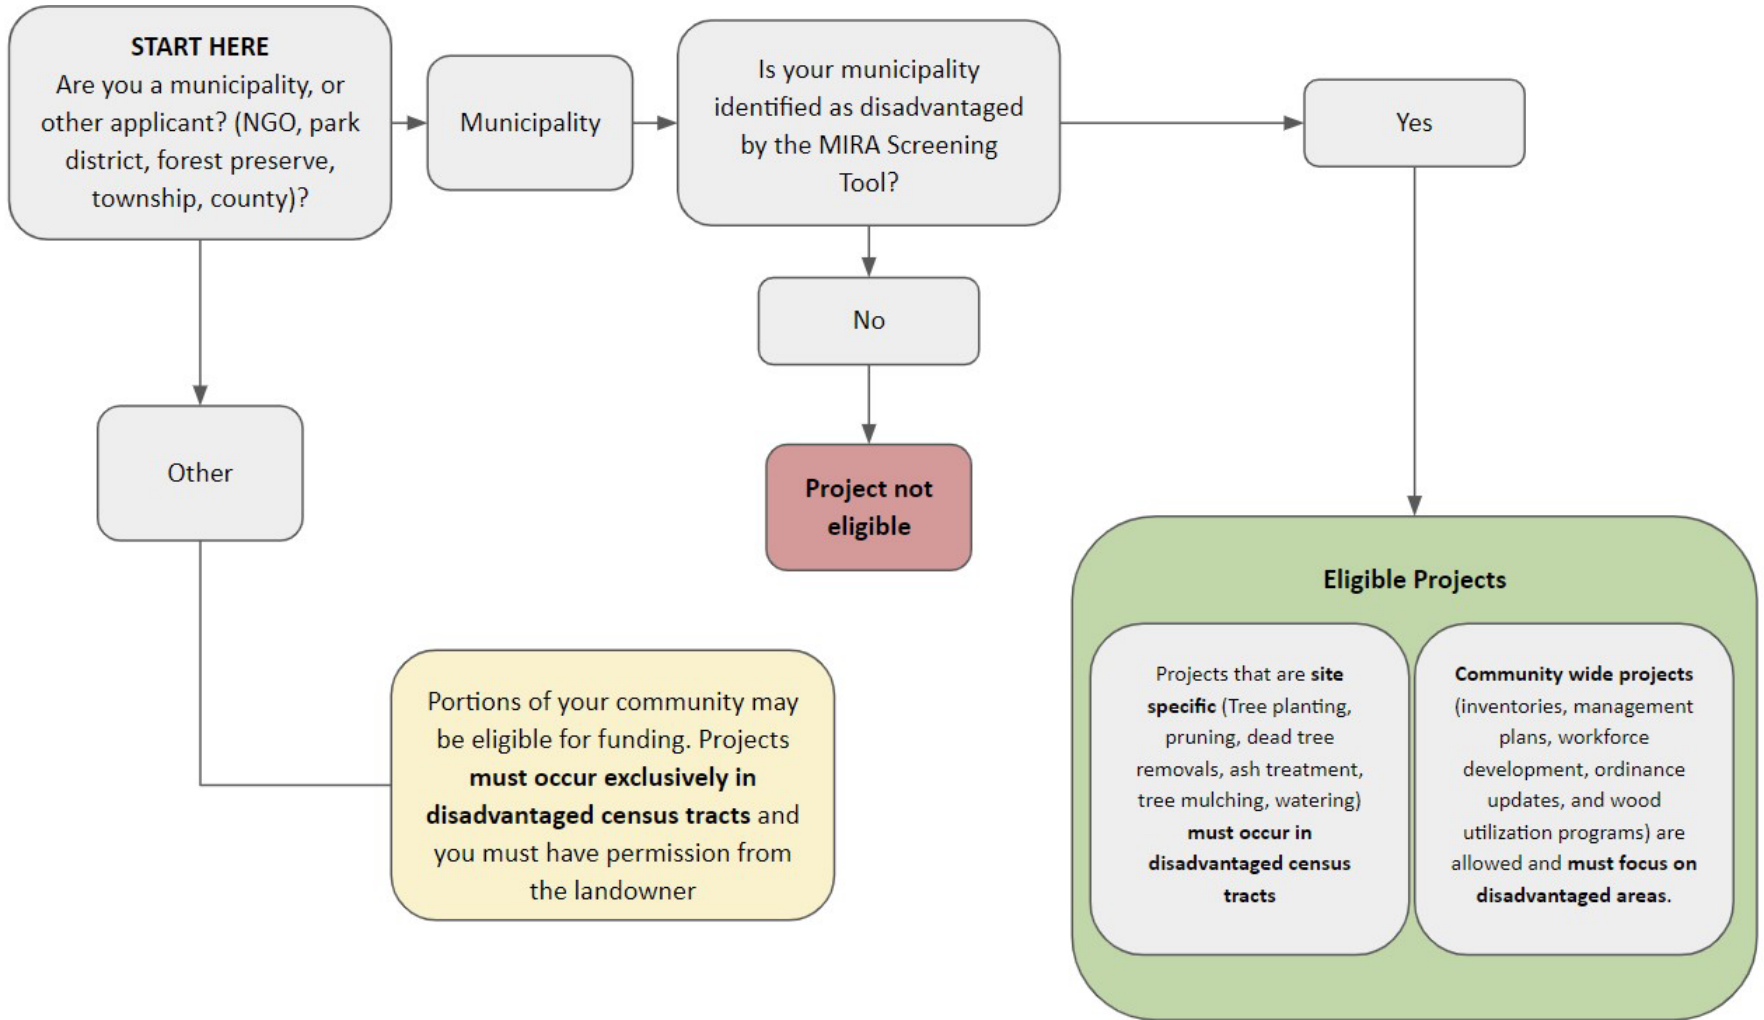 START HERE
Are you a municipality, or
other applicant? (NGO, park
district, forest preserve,
township, county)?
Municipality
Is your municipality
identified as disadvantaged
by the MIRA Screening
Tool?
Yes
No
Project not
eligible
Other
Portions of your community may
be eligible for funding. Projects
must occur exclusively in
disadvantaged census tracts and
you must have permission from
the landowner
Eligible Projects
Projects that are site
specific (Tree planting,
pruning, dead tree
removals, ash treatment,
tree mulching, watering)
must occur in
disadvantaged census
tracts
Community wide projects
(inventories, management
plans, workforce
development, ordinance
updates, and wood
utilization programs) are
allowed and must focus on
disadvantaged areas.